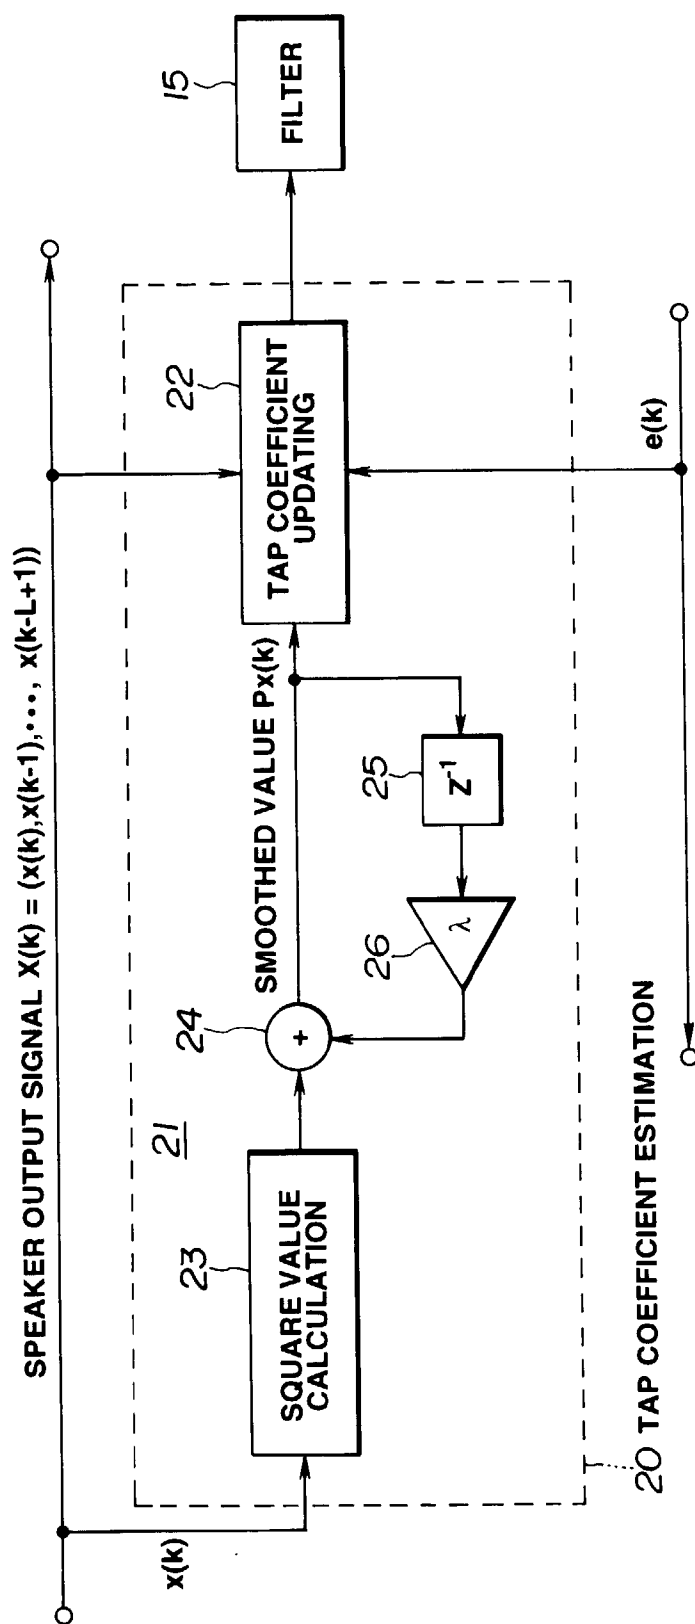 SPEAKER OUTPUT SIGNAL X(k) = (x(k),x(k-1),•••, x(k-L+1))
x(k)
23
SQUARE VALUE
CALCULATION
21
24
+
SMOOTHED VALUE Px(k)
25
Z⁻¹
26
λ
22
TAP COEFFICIENT
UPDATING
15
FILTER
e(k)
20 TAP COEFFICIENT ESTIMATION